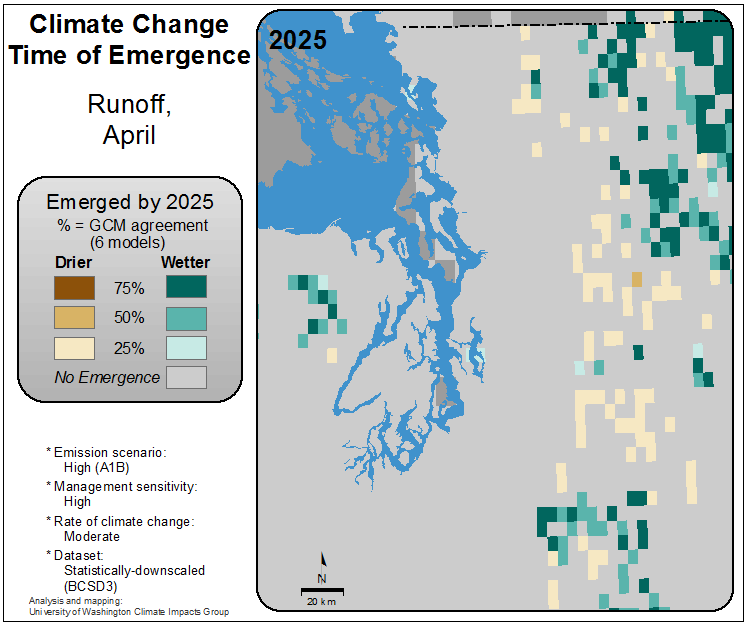 Climate Change
Time of Emergence
Runoff,
April
Emerged by 2025
% = GCM agreement
(6 models)
Drier Wetter
75%
50%
25%
No Emergence
* Emission scenario:
High (A1B)
* Management sensitivity:
High
* Rate of climate change:
Moderate
* Dataset:
Statistically-downscaled
(BCSD3)
Analysis and mapping:
University of Washington Climate Impacts Group
2025
N
20 km